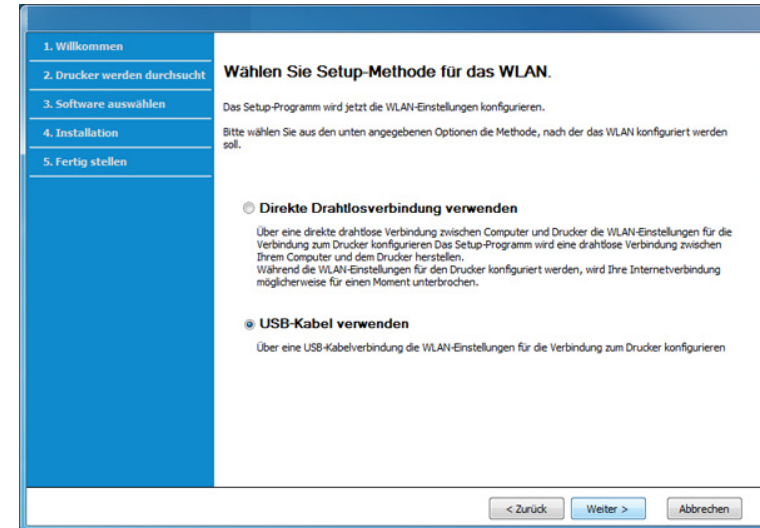 1. Willkommen
2. Drucker werden durchsucht
3. Software auswählen
4. Installation
5. Fertig stellen
Wählen Sie Setup-Methode für das WLAN.
Das Setup-Programm wird jetzt die WLAN-Einstellungen konfigurieren.
Bitte wählen Sie aus den unten angegebenen Optionen die Methode, nach der das WLAN konfiguriert werden
soll.
Direkte Drahtlosverbindung verwenden
Über eine direkte drahtlose Verbindung zwischen Computer und Drucker die WLAN-Einstellungen für die
Verbindung zum Drucker konfigurieren Das Setup-Programm wird eine drahtlose Verbindung zwischen
Ihrem Computer und dem Drucker herstellen.
Während die WLAN-Einstellungen für den Drucker konfiguriert werden, wird Ihre Internetverbindung
möglicherweise für einen Moment unterbrochen.
USB-Kabel verwenden
Über eine USB-Kabelverbindung die WLAN-Einstellungen für die Verbindung zum Drucker konfigurieren
< Zurück
Weiter >
Abbrechen